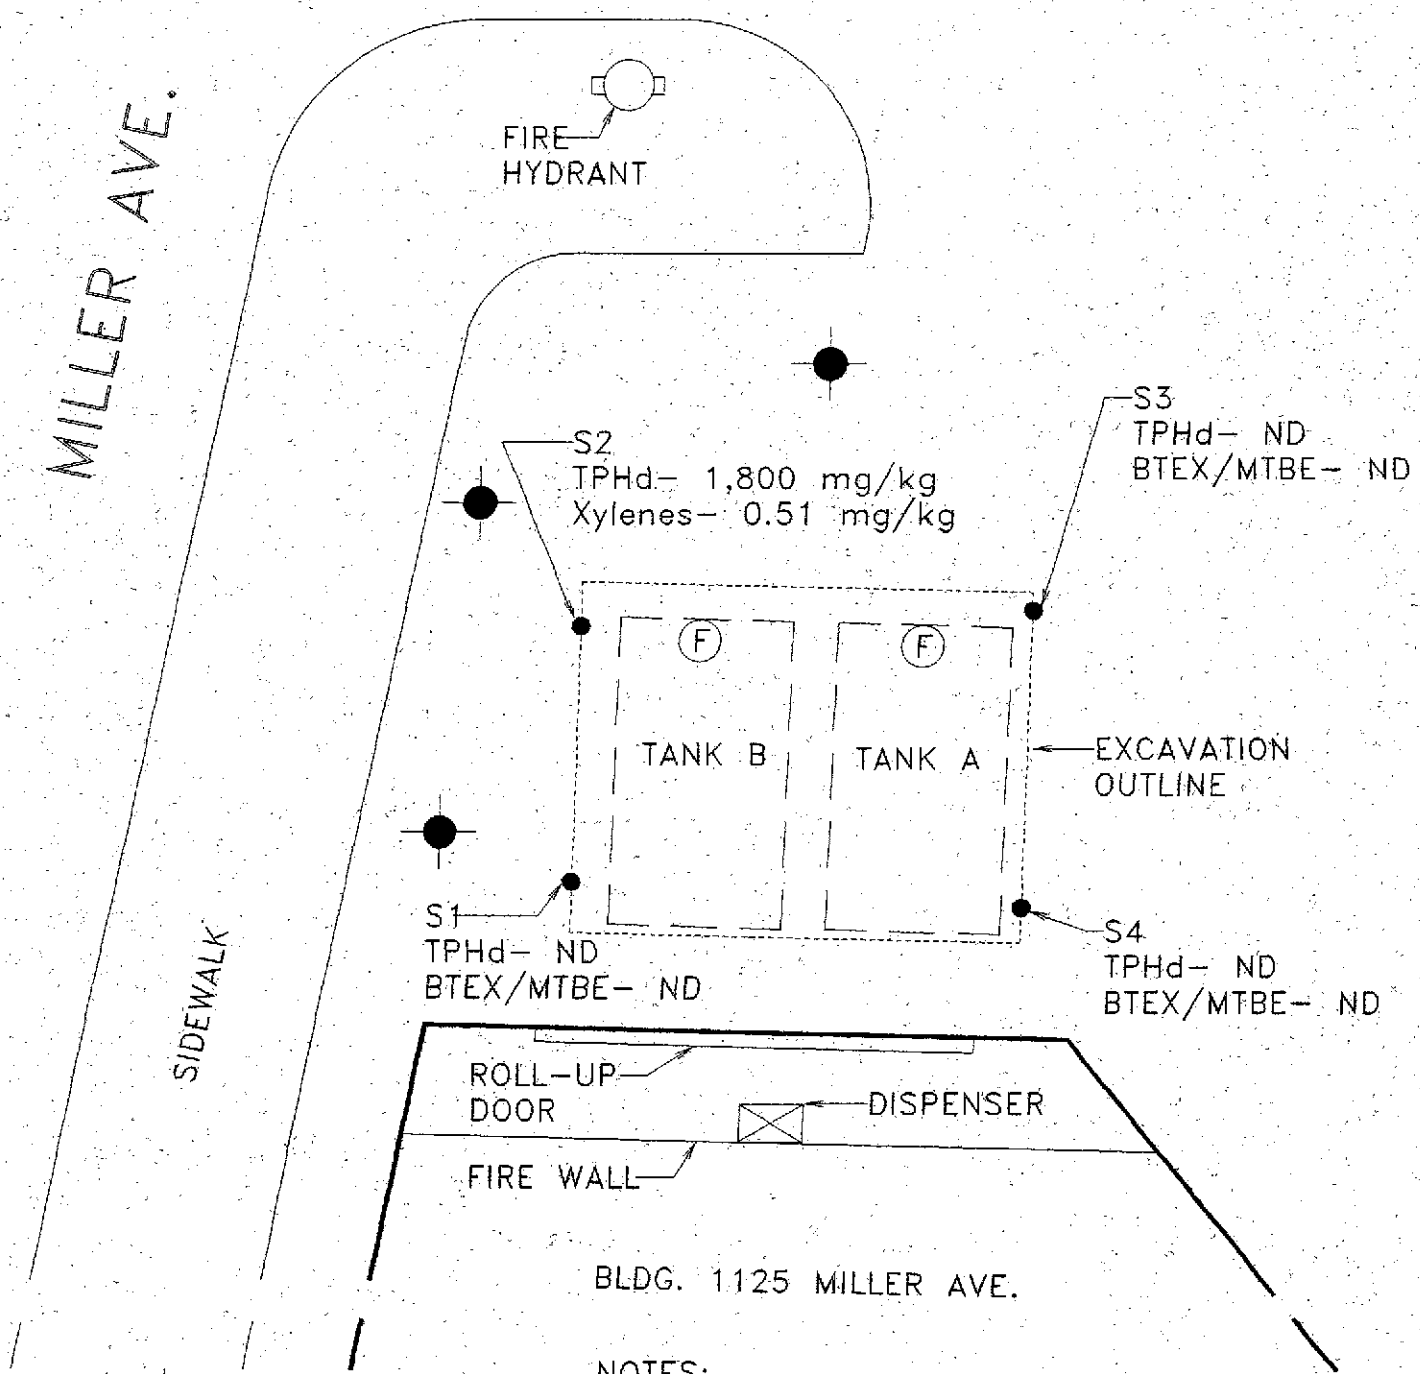 MILLER AVE.
FIRE
HYDRANT
S2
TPHd- 1,800 mg/kg
Xylenes- 0.51 mg/kg
S3
TPHd- ND
BTEX/MTBE- ND
F
F
TANK B
TANK A
EXCAVATION
OUTLINE
S1
TPHd- ND
BTEX/MTBE- ND
S4
TPHd- ND
BTEX/MTBE- ND
SIDEWALK
ROLL-UP
DOOR
DISPENSER
FIRE WALL
BLDG. 1125 MILLER AVE.
NOTES: